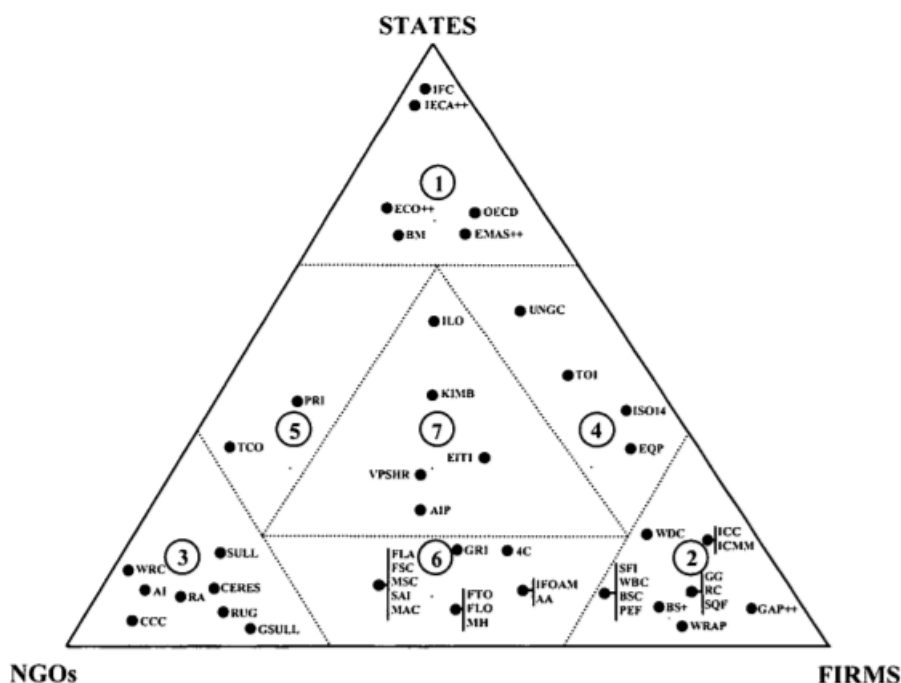 STATES
IFC
IECA++
1
ECO++
OECD
BM
EMAS++
UNGC
ILO
TOI
KIMB
PRI
ISO14
5
7
4
TCO
EQP
EITI
VPSHR
AIP
WDC
ICC
ICMM
3
SULL
6
GRI
4C
2
FLA
FSC
MSC
SAI
MAC
WRC
AI
RA
CERES
IFOAM
AA
SFI
WBC
BSC
PEF
GG
RC
SQF
FTO
FLO
MH
RUG
BS+
GAP++
CCC
GSULL
WRAP
NGOs
FIRMS